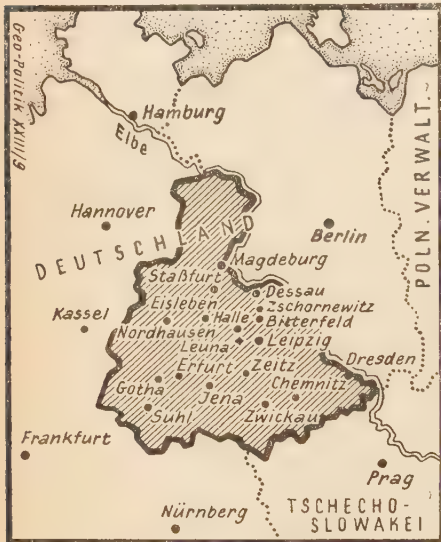 Geo-Politik XXIII/9
Hamburg
Elbe
POLN. VERWALT.
Hannover
Berlin
DEUTSCHLAND
Magdeburg
Staßfurt
Dessau
Eisleben
Zschornewitz
Halle
Bitterfeld
Kassel
Nordhausen
Leuna
Leipzig
Dresden
Erfurt
Zeitz
Gotha
Chemnitz
Jena
Suhl
Zwickau
Frankfurt
Prag
Nürnberg
TSCHECHO-
SLOWAKEI